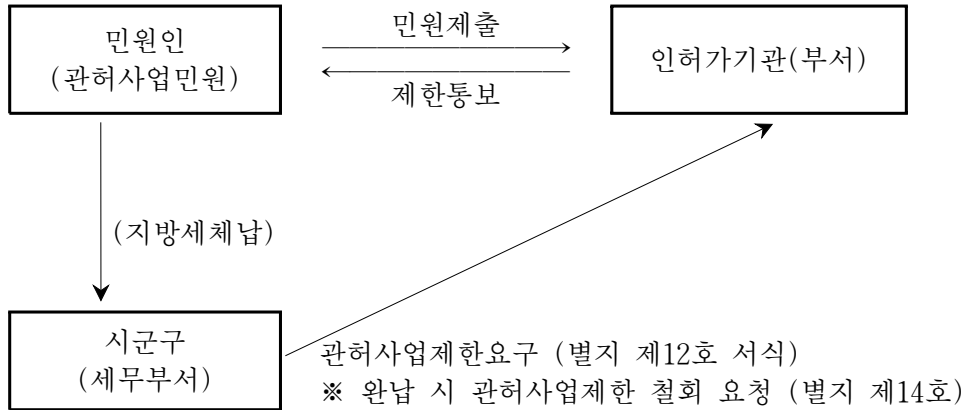 민원인
(관허사업민원)
민원제출
제한통보
인허가기관(부서)
(지방세체납)
시군구
(세무부서)
관허사업제한요구 (별지 제12호 서식)
※ 완납 시 관허사업제한 철회 요청 (별지 제14호)